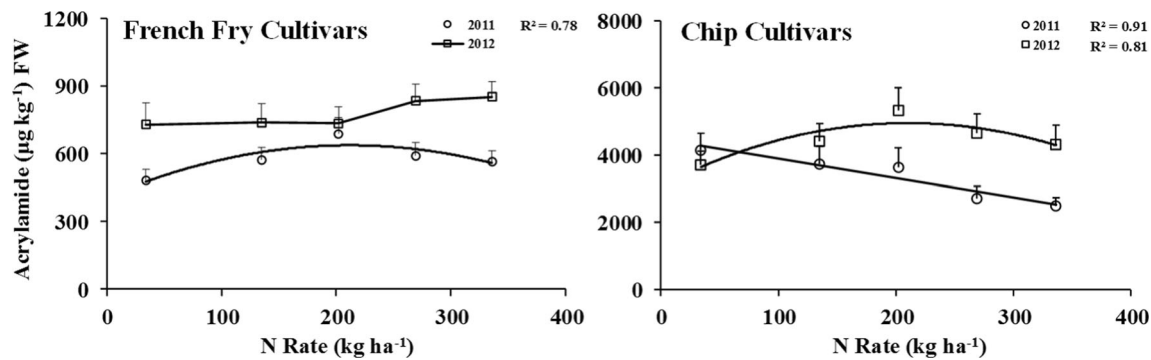 French Fry Cultivars
2011 R² = 0.78
2012
Acrylamide (µg kg⁻¹) FW
1200
900
600
300
0
0 100 200 300 400
N Rate (kg ha⁻¹)
Chip Cultivars
2011 R² = 0.91
2012 R² = 0.81
8000
6000
4000
2000
0
0 100 200 300 400
N Rate (kg ha⁻¹)